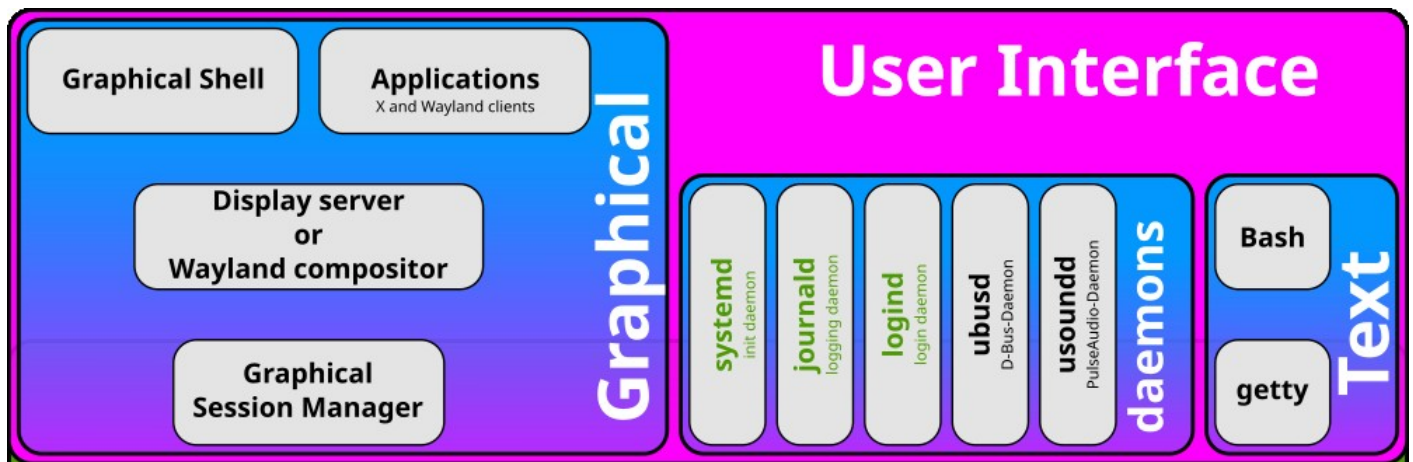 User Interface
Graphical Shell
Applications
X and Wayland clients
Display server
or
Wayland compositor
Graphical
Session Manager
Graphical
systemd
init daemon
journald
logging daemon
logind
login daemon
ubusd
D-Bus-Daemon
usoundd
PulseAudio-Daemon
daemons
Bash
getty
Text